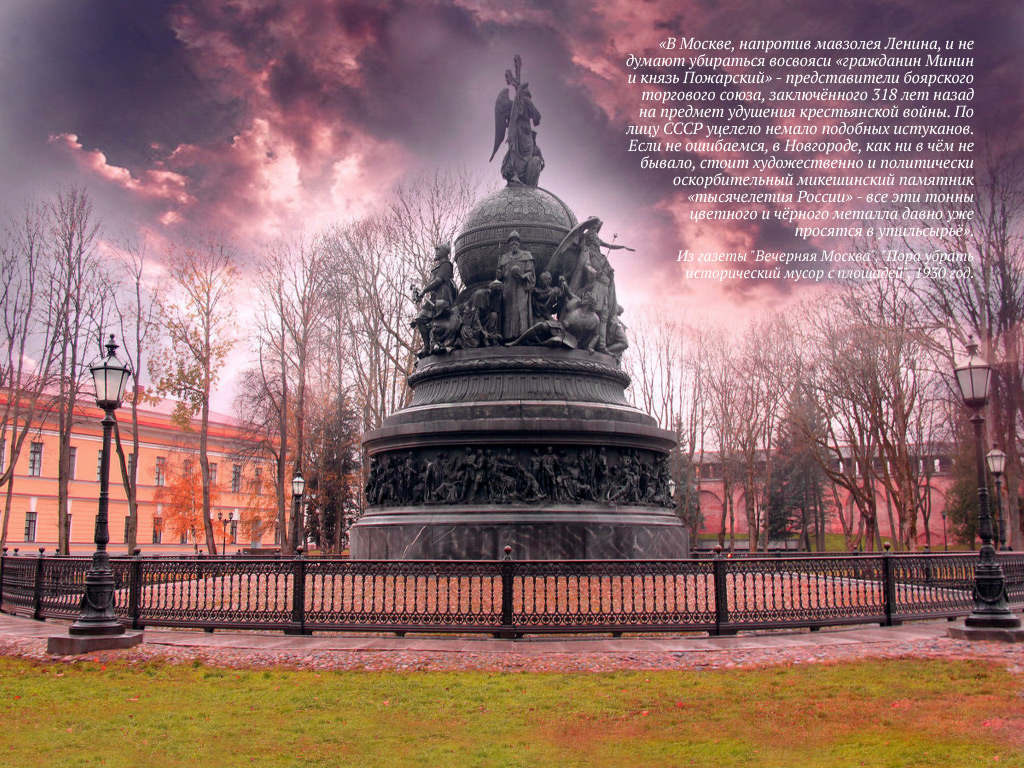 «В Москве, напротив мавзолея Ленина, и не
думают убираться восвояси «гражданин Минин
и князь Пожарский» - представители боярского
торгового союза, заключённого 318 лет назад
на предмет удушения крестьянской войны. По
лицу СССР уцелело немало подобных истуканов.
Если не ошибаемся, в Новгороде, как ни в чём не
бывало, стоит художественно и политически
оскорбительный микешинский памятник
«тысячелетия России» - все эти тонны
цветного и чёрного металла давно уже
просятся в утильсырьё».
Из газеты "Вечерняя Москва", "Пора убрать
исторический мусор с площадей", 1930 год.